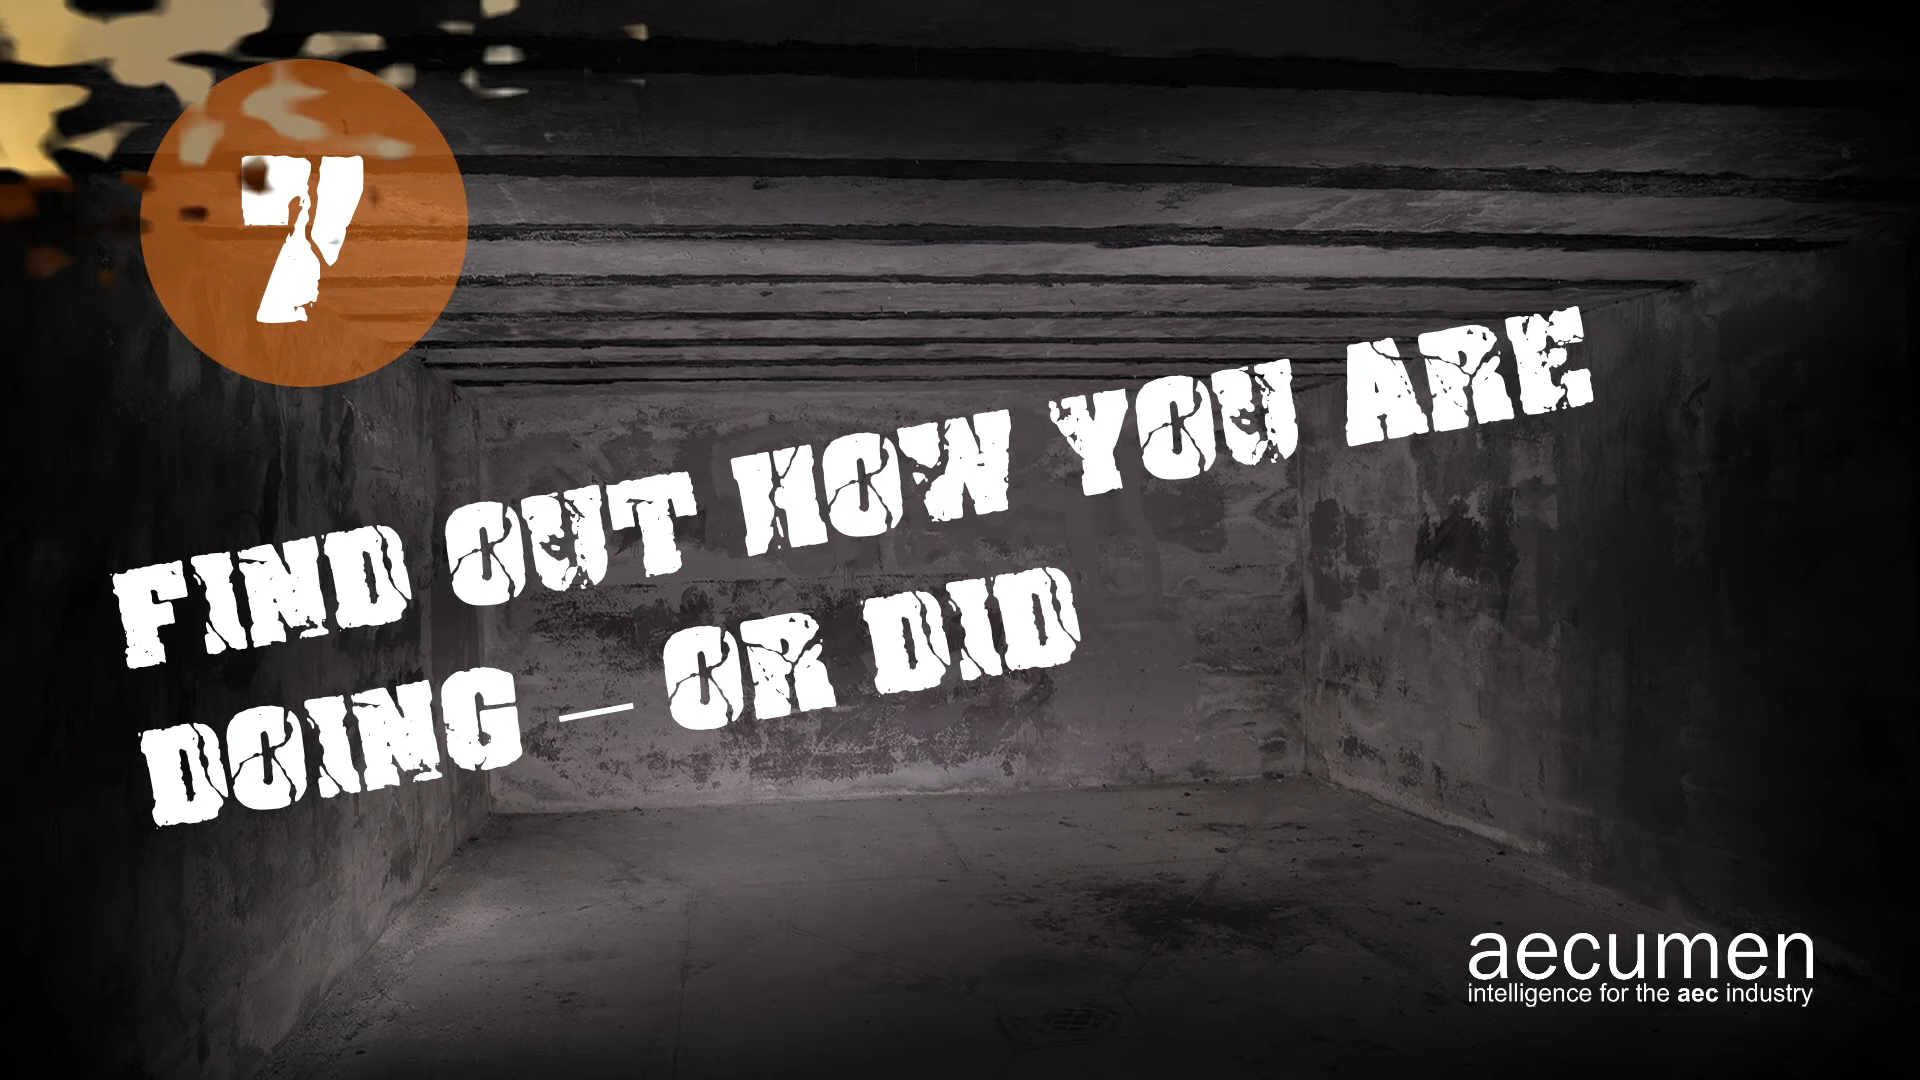 7
FIND OUT HOW YOU ARE
DOING – OR DID
aecumen
intelligence for the aec industry